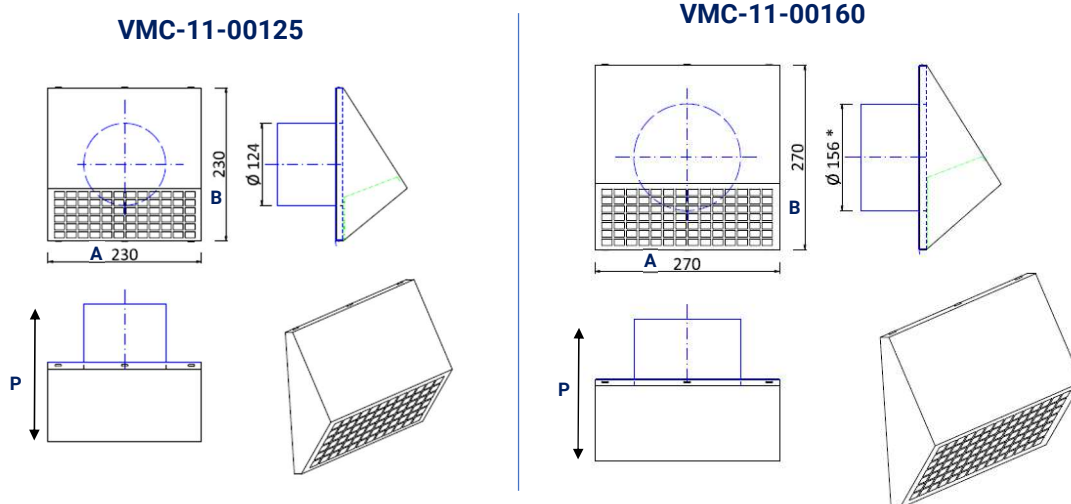 VMC-11-00125
VMC-11-00160
230
B
Ø 124
A 230
270
B
Ø 156 *
A 270
P
P